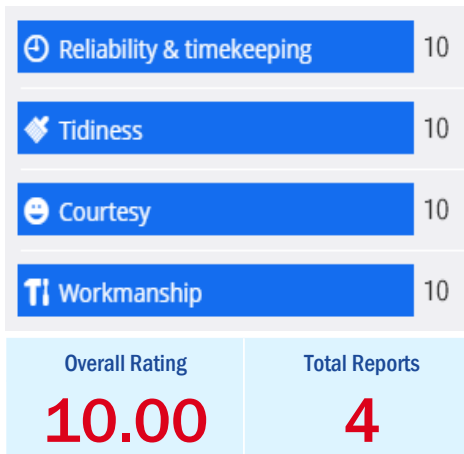 Reliability & timekeeping 10
Tidiness 10
Courtesy 10
Workmanship 10
Overall Rating Total Reports
10.00 4